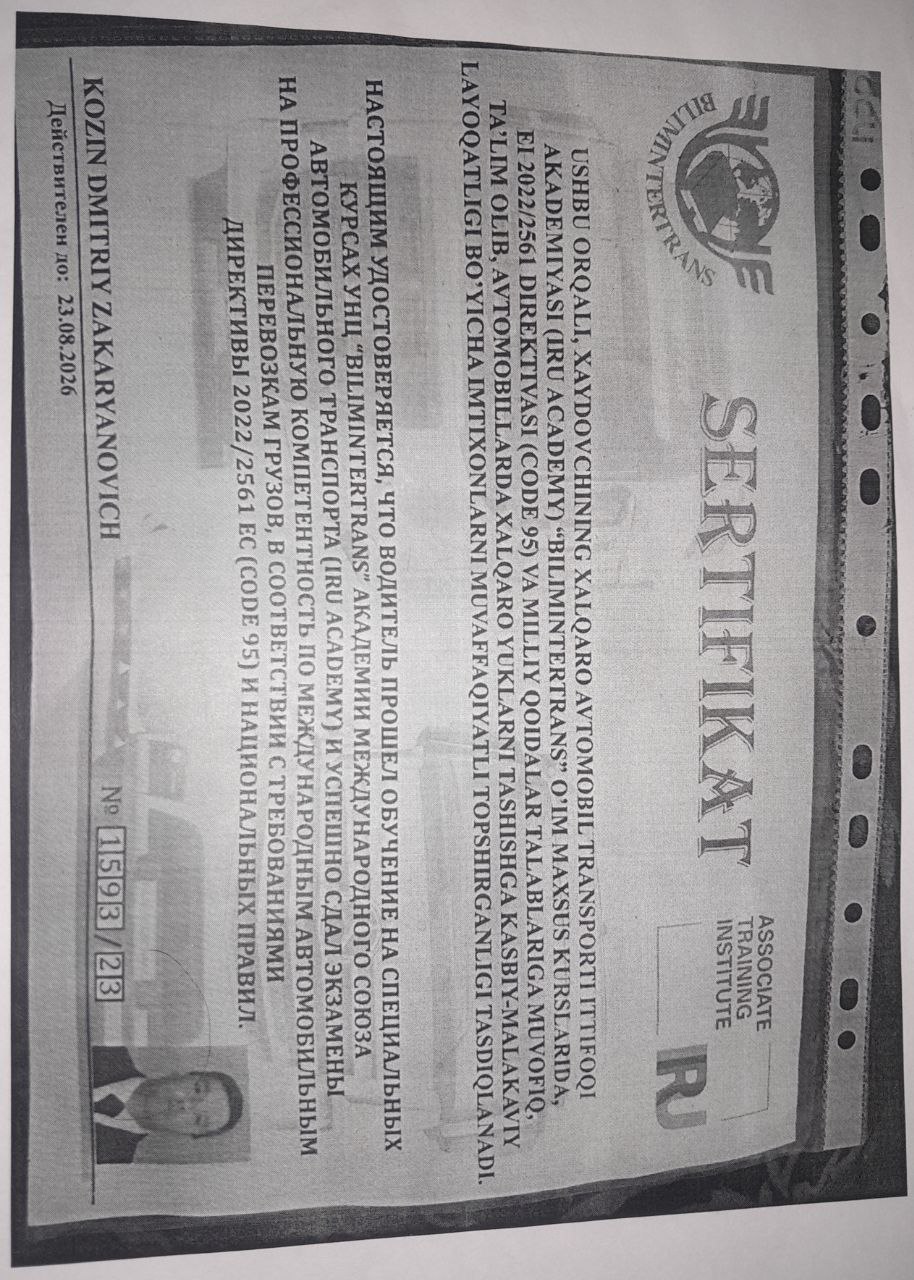 BILIMINTERTRANS
SERTIFIKAT
ASSOCIATE
TRAINING
INSTITUTE
IRU
USHBU ORQALI, XAYDOVCHINING XALQARO AVTOMOBIL TRANSPORTI ITTIFOQI
AKADEMIYASI (IRU ACADEMY) “BILIMINTERTRANS” O’IM MAXSUS KURSLARIDA,
EI 2022/2561 DIREKTIVASI (CODE 95) VA MILLIY QOIDALAR TALABLARIGA MUVOFIQ,
TA’LIM OLIB, AVTOMOBILLARDA XALQARO YUKLARNI TASHISHGA KASBIY-MALAKAVIY
LAYOQATLIGI BO’YICHA IMTIXONLARNI MUVAFFAQIYATLI TOPSHIRGANLIGI TASDIQLANADI.
НАСТОЯЩИМ УДОСТОВЕРЯЕТСЯ, ЧТО ВОДИТЕЛЬ ПРОШЕЛ ОБУЧЕНИЕ НА СПЕЦИАЛЬНЫХ
КУРСАХ УНЦ “BILIMINTERTRANS” АКАДЕМИИ МЕЖДУНАРОДНОГО СОЮЗА
АВТОМОБИЛЬНОГО ТРАНСПОРТА (IRU ACADEMY) И УСПЕШНО СДАЛ ЭКЗАМЕНЫ
НА ПРОФЕССИОНАЛЬНУЮ КОМПЕТЕНТНОСТЬ ПО МЕЖДУНАРОДНЫМ АВТОМОБИЛЬНЫМ
ПЕРЕВОЗКАМ ГРУЗОВ, В СООТВЕТСТВИИ С ТРЕБОВАНИЯМИ
ДИРЕКТИВЫ 2022/2561 ЕС (CODE 95) И НАЦИОНАЛЬНЫХ ПРАВИЛ.
№ 1593/23
KOZIN DMITRIY ZAKARYANOVICH
Действителен до: 23.08.2026